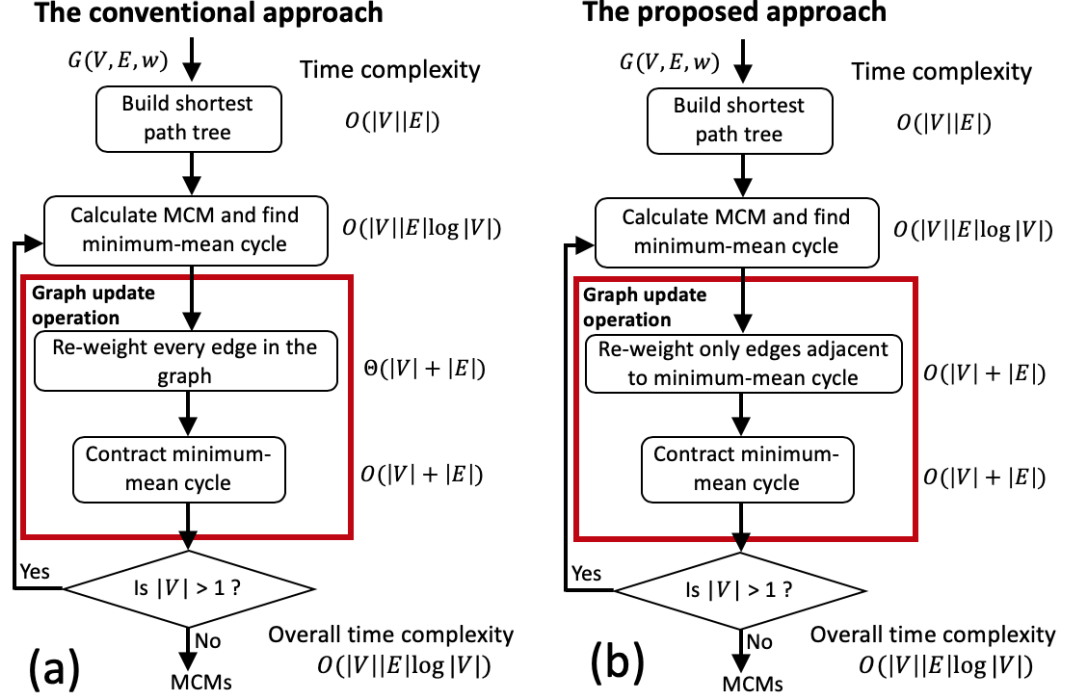 The conventional approach
G(V, E, w)
Time complexity
Build shortest
path tree
O(|V||E|)
Calculate MCM and find
minimum-mean cycle
O(|V||E|log|V|)
Graph update
operation
Re-weight every edge in the
graph
Θ(|V| + |E|)
Contract minimum-
mean cycle
O(|V| + |E|)
Yes
Is |V| > 1 ?
No
Overall time complexity
O(|V||E|log|V|)
(a)
MCMs
The proposed approach
G(V, E, w)
Time complexity
Build shortest
path tree
O(|V||E|)
Calculate MCM and find
minimum-mean cycle
O(|V||E|log|V|)
Graph update
operation
Re-weight only edges adjacent
to minimum-mean cycle
O(|V| + |E|)
Contract minimum-
mean cycle
O(|V| + |E|)
Yes
Is |V| > 1 ?
No
Overall time complexity
O(|V||E|log|V|)
(b)
MCMs